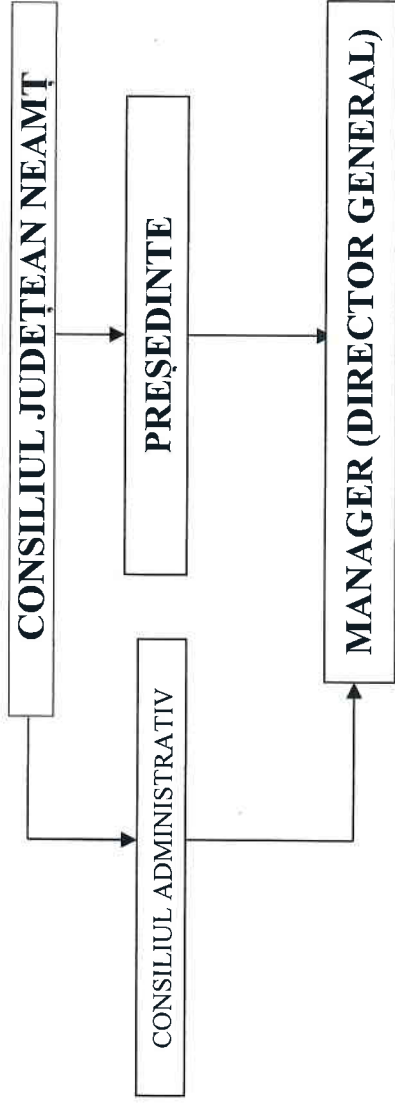 CONSILIUL JUDEȚEAN NEAMȚ
PREȘEDINTE
CONSILIUL ADMINISTRATIV
MANAGER (DIRECTOR GENERAL)